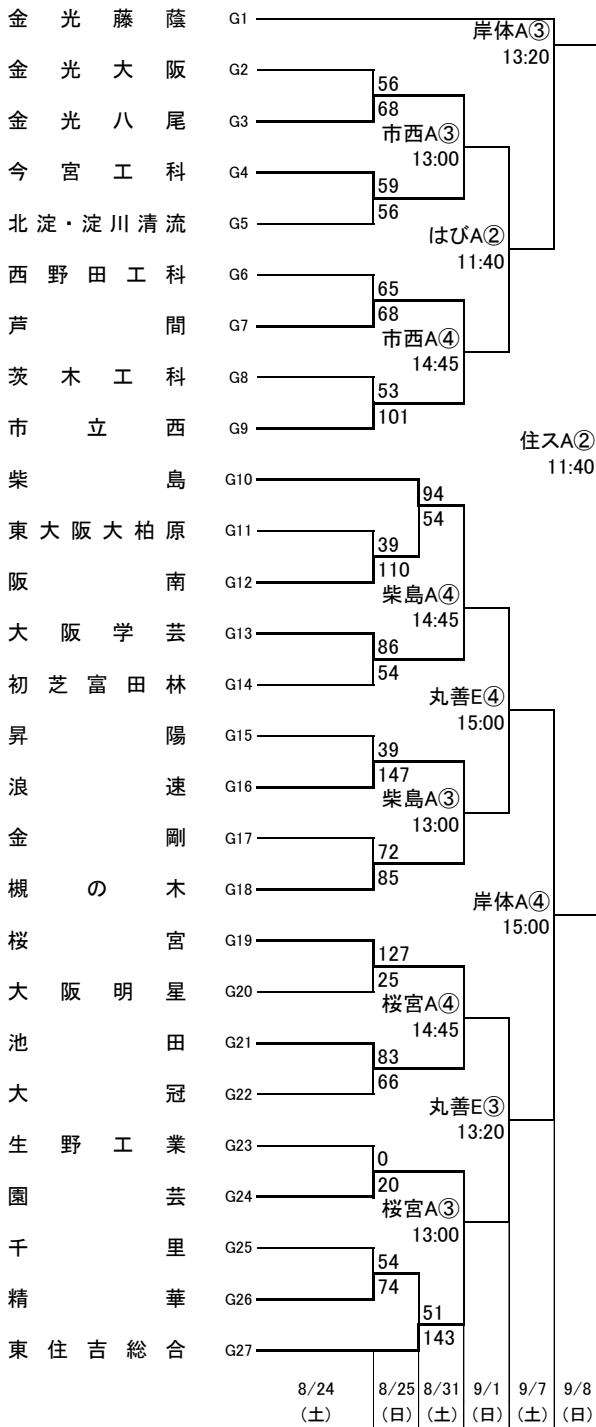 金光藤蔭 G1
岸体A③
13:20
金光大阪 G2
56
金光八尾 G3
68
市西A③
13:00
今宮工科 G4
59
北淀・淀川清流 G5
56
はびA②
11:40
西野田工科 G6
65
芦間 G7
68
市西A④
14:45
茨木工科 G8
53
市立西 G9
101
住スA②
11:40
柴島 G10
94
54
東大阪大柏原 G11
39
阪南 G12
110
柴島A④
14:45
大阪学芸 G13
86
初芝富田林 G14
54
丸善E④
15:00
昇陽 G15
39
浪速 G16
147
柴島A③
13:00
金剛 G17
72
槻の木 G18
85
岸体A④
15:00
桜宮 G19
127
大阪明星 G20
25
桜宮A④
14:45
池田 G21
83
大冠 G22
66
丸善E③
13:20
生野工業 G23
0
園芸 G24
20
桜宮A③
13:00
千里 G25
54
精華 G26
74
51
東住吉総合 G27
143
8/24 8/25 8/31 9/1 9/7 9/8
（土） （日） （土） （日） （土） （日）